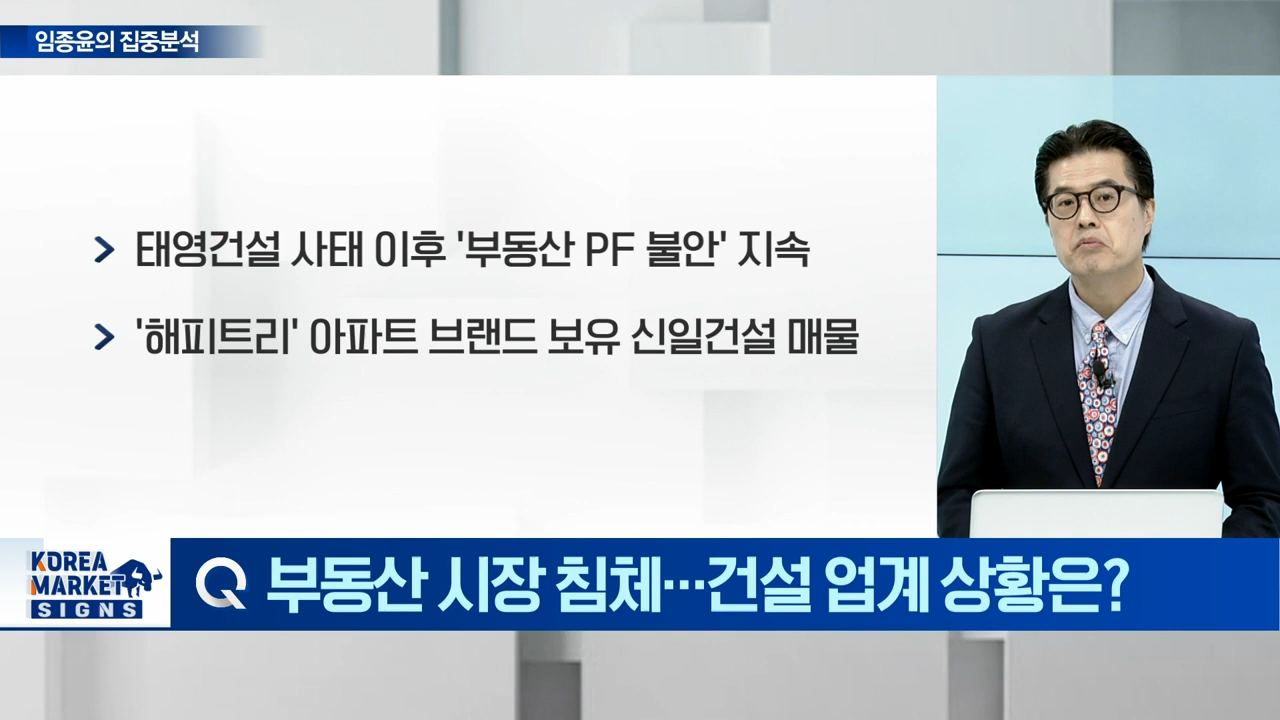 임종윤의 집중분석
태영건설 사태 이후 '부동산 PF 불안' 지속
'해피트리' 아파트 브랜드 보유 신일건설 매물
KOREA
MARKET
SIGNS
Q 부동산 시장 침체…건설 업계 상황은?